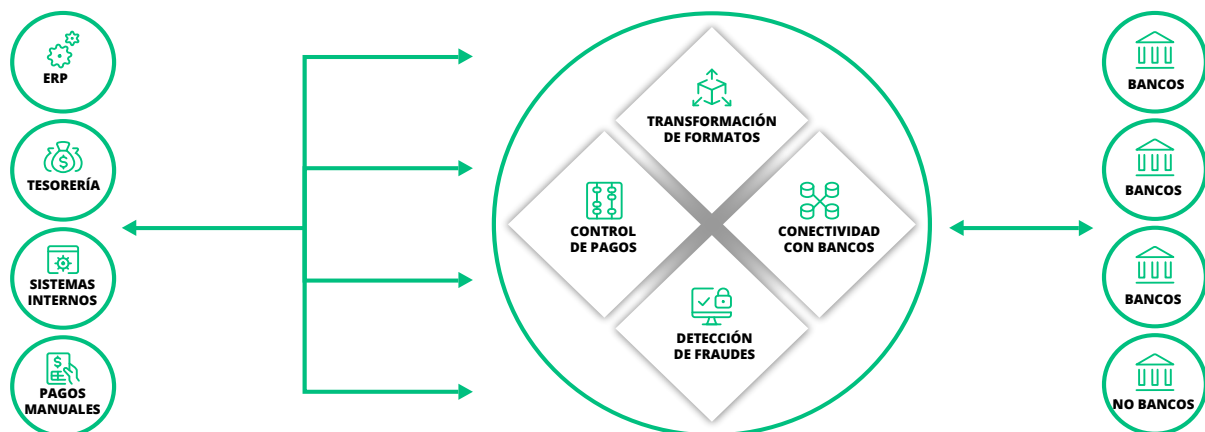 ERP
TESORERÍA
SISTEMAS
INTERNOS
PAGOS
MANUALES
TRANSFORMACIÓN
DE FORMATOS
CONTROL
DE PAGOS
CONECTIVIDAD
CON BANCOS
DETECCIÓN
DE FRAUDES
BANCOS
BANCOS
BANCOS
NO BANCOS